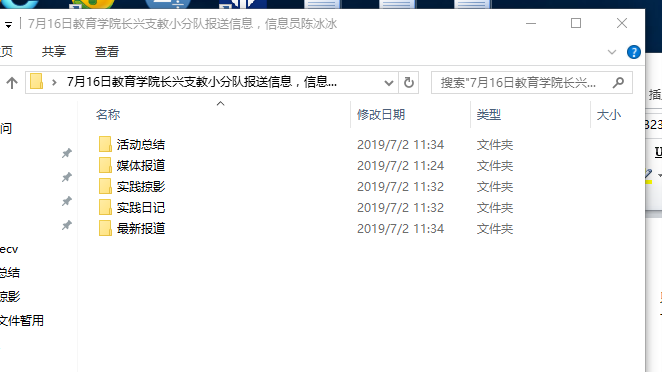 7月16日教育学院长兴支教小分队报送信息，信息员陈冰冰
页 共享 查看
7月16日教育学院长兴支教小分队报送信息，信息... 搜索"7月16日教育学院长兴...
名称 修改日期 类型 大小
问
活动总结 2019/7/2 11:34 文件夹
媒体报道 2019/7/2 11:24 文件夹
实践掠影 2019/7/2 11:32 文件夹
实践日记 2019/7/2 11:32 文件夹
最新报道 2019/7/2 11:34 文件夹
ecv
总结
掠影
文件暂用
323
U